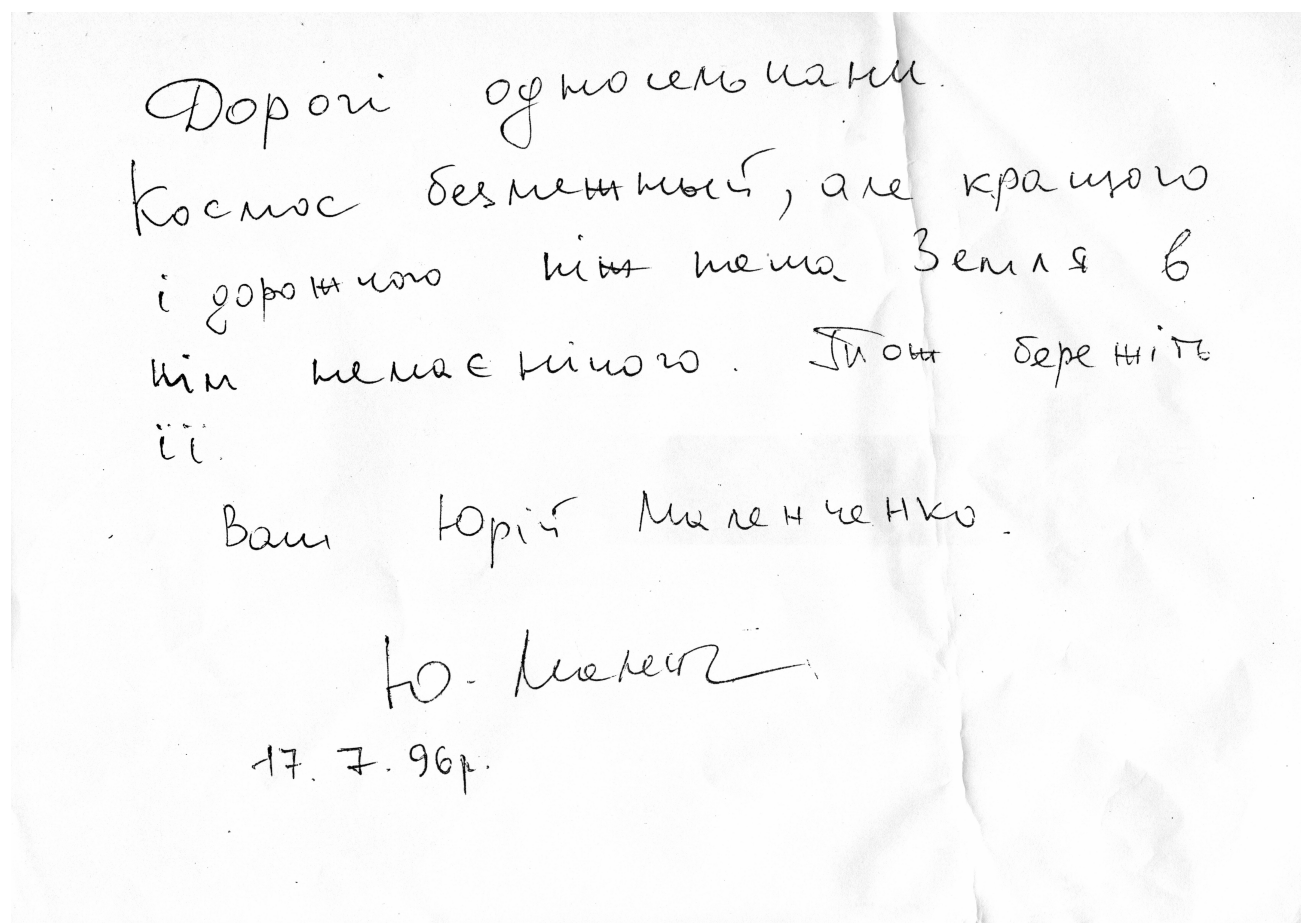 Дорогі односельчани.
Космос безмежный, але кращого
і дорожчого ніж наша Земля в
нім немає нічого. Тож бережіть
її.
Ваш Юрій Маленченко.
Ю. Мален
17. 7. 96р.